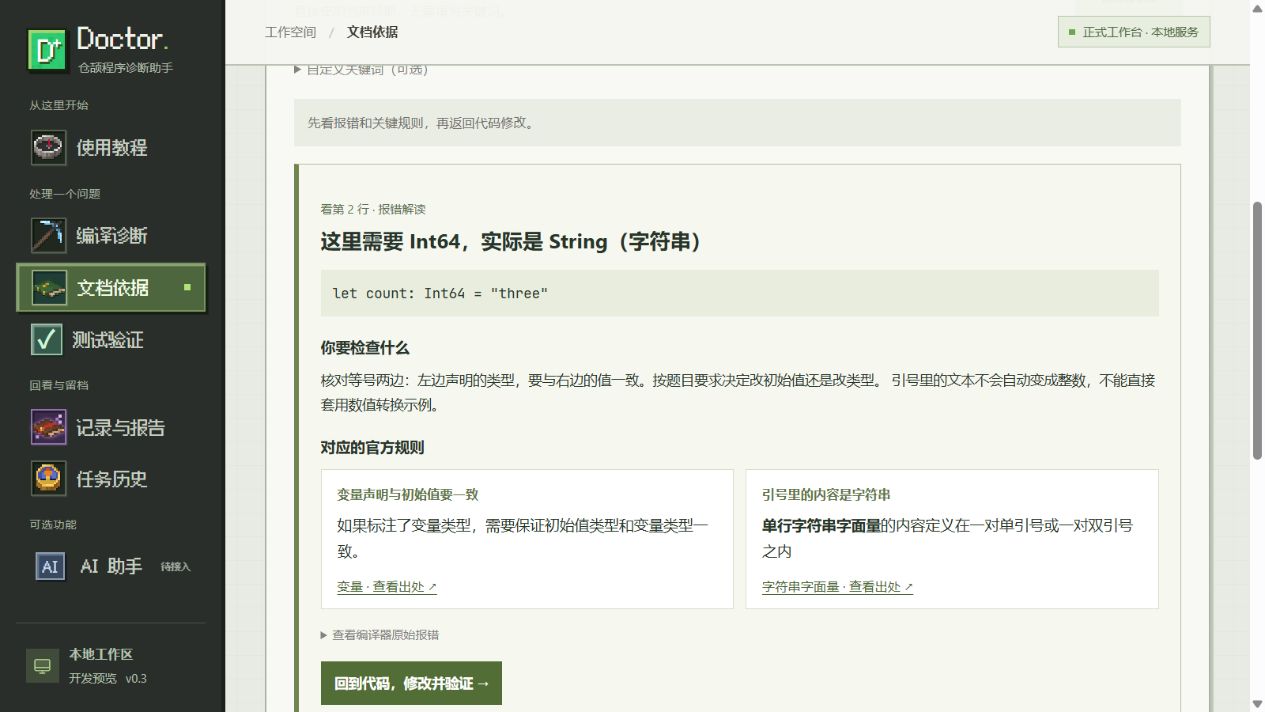 Doctor.
仓颉程序诊断助手
从这里开始
使用教程
处理一个问题
编译诊断
文档依据
测试验证
回看与留档
记录与报告
任务历史
可选功能
AI AI 助手 待接入
本地工作区
开发预览 v0.3
工作空间 / 文档依据
正式工作台 · 本地服务
▶ 自定义关键词（可选）
先看报错和关键规则，再返回代码修改。
看第 2 行 · 报错解读
这里需要 Int64，实际是 String（字符串）
let count: Int64 = "three"
你要检查什么
核对等号两边：左边声明的类型，要与右边的值一致。按题目要求决定改初始值还是改类型。 引号里的文本不会自动变成整数，不能直接
套用数值转换示例。
对应的官方规则
变量声明与初始值要一致
如果标注了变量类型，需要保证初始值类型和变量类型一
致。
变量 · 查看出处 ↗
引号里的内容是字符串
单行字符串字面量的内容定义在一对单引号或一对双引号
之内
字符串字面量 · 查看出处 ↗
▶ 查看编译器原始报错
回到代码，修改并验证 →